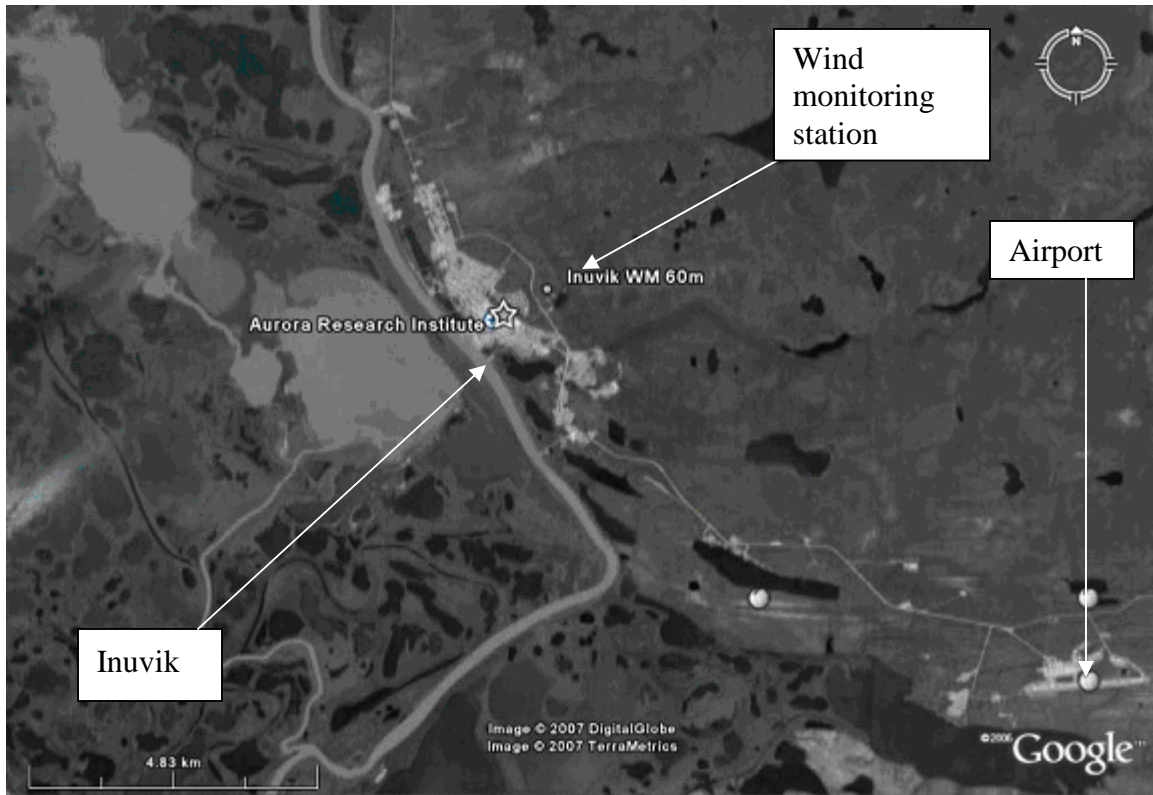 Wind
monitoring
station
N
Airport
Inuvik WM 60m
Aurora Research Institute
Inuvik
Image © 2007 DigitalGlobe
Image © 2007 TerraMetrics
©2006 Google™
4.83 km